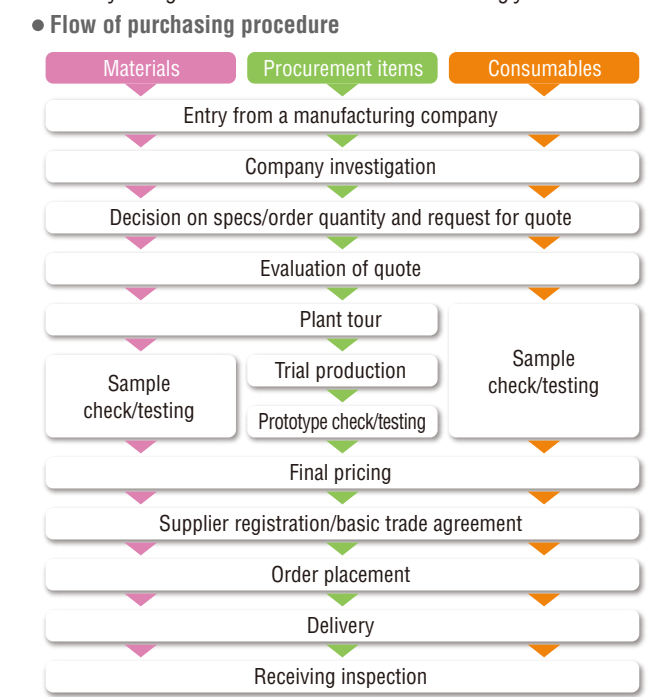 ● Flow of purchasing procedure
Materials
Procurement items
Consumables
Entry from a manufacturing company
Company investigation
Decision on specs/order quantity and request for quote
Evaluation of quote
Plant tour
Sample
check/testing
Trial production
Prototype check/testing
Sample
check/testing
Final pricing
Supplier registration/basic trade agreement
Order placement
Delivery
Receiving inspection